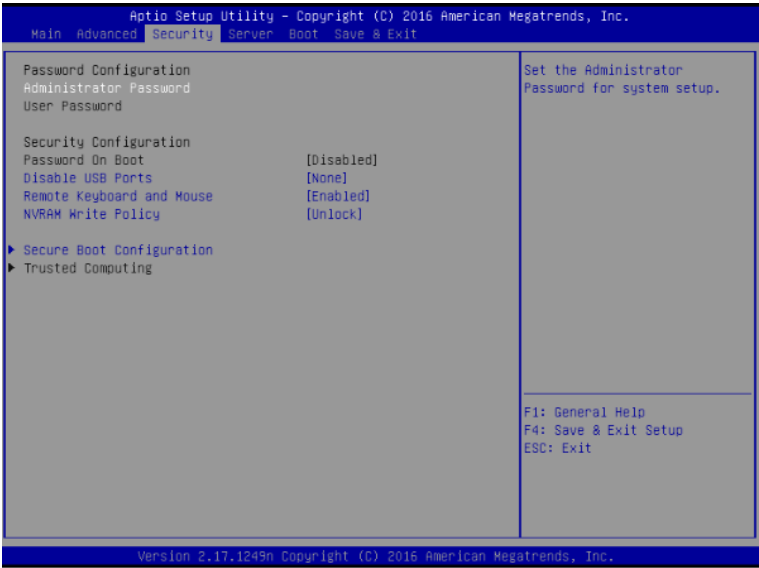 Aptio Setup Utility – Copyright (C) 2016 American Megatrends, Inc.
Main Advanced Security Server Boot Save & Exit
Password Configuration
Administrator Password
User Password
Security Configuration
Password On Boot [Disabled]
Disable USB Ports [None]
Remote Keyboard and Mouse [Enabled]
NVRAM Write Policy [Unlock]
Secure Boot Configuration
Trusted Computing
Set the Administrator
Password for system setup.
F1: General Help
F4: Save & Exit Setup
ESC: Exit
Version 2.17.1249n Copyright (C) 2016 American Megatrends, Inc.